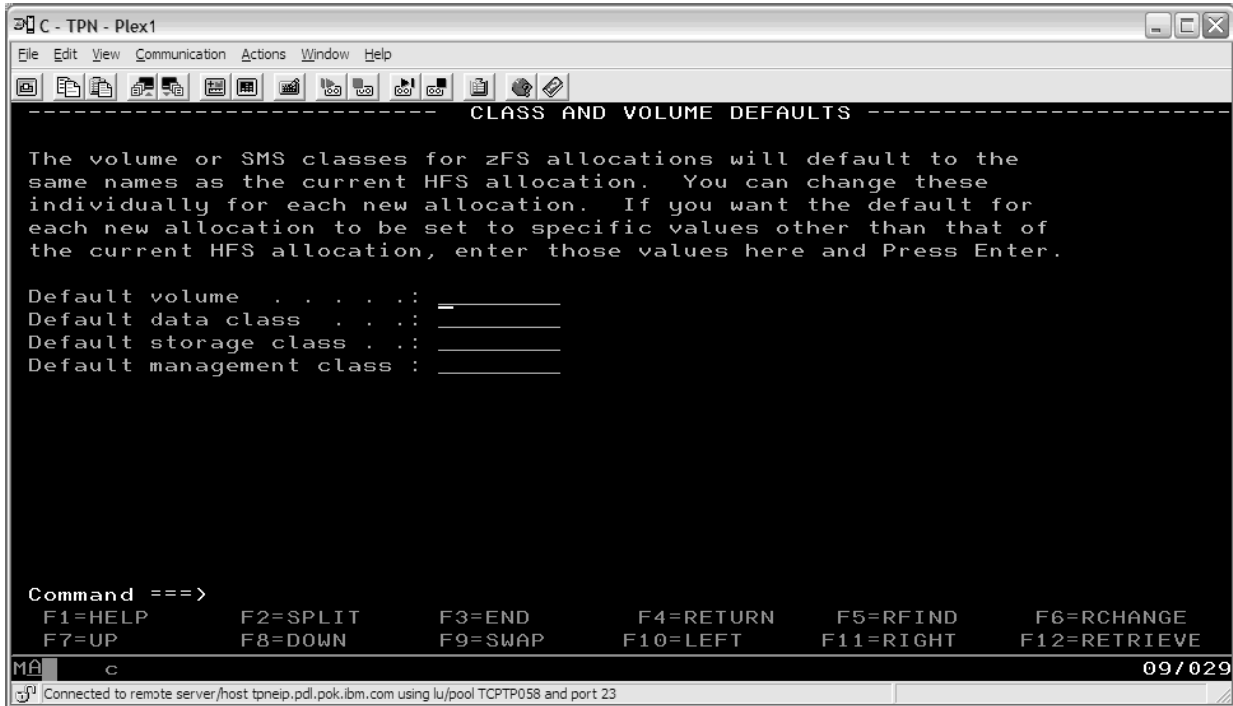 C - TPN - Plex1
File Edit View Communication Actions Window Help
--------------------------- CLASS AND VOLUME DEFAULTS ------------------------
The volume or SMS classes for zFS allocations will default to the
same names as the current HFS allocation.  You can change these
individually for each new allocation.  If you want the default for
each new allocation to be set to specific values other than that of
the current HFS allocation, enter those values here and Press Enter.
Default volume  . . . . .: __________
Default data class  . . .: __________
Default storage class . .: __________
Default management class : __________
Command ===>
F1=HELP F2=SPLIT F3=END F4=RETURN F5=RFIND F6=RCHANGE
F7=UP F8=DOWN F9=SWAP F10=LEFT F11=RIGHT F12=RETRIEVE
MA c 09/029
Connected to remote server/host tpneip.pdl.pok.ibm.com using lu/pool TCPTP058 and port 23